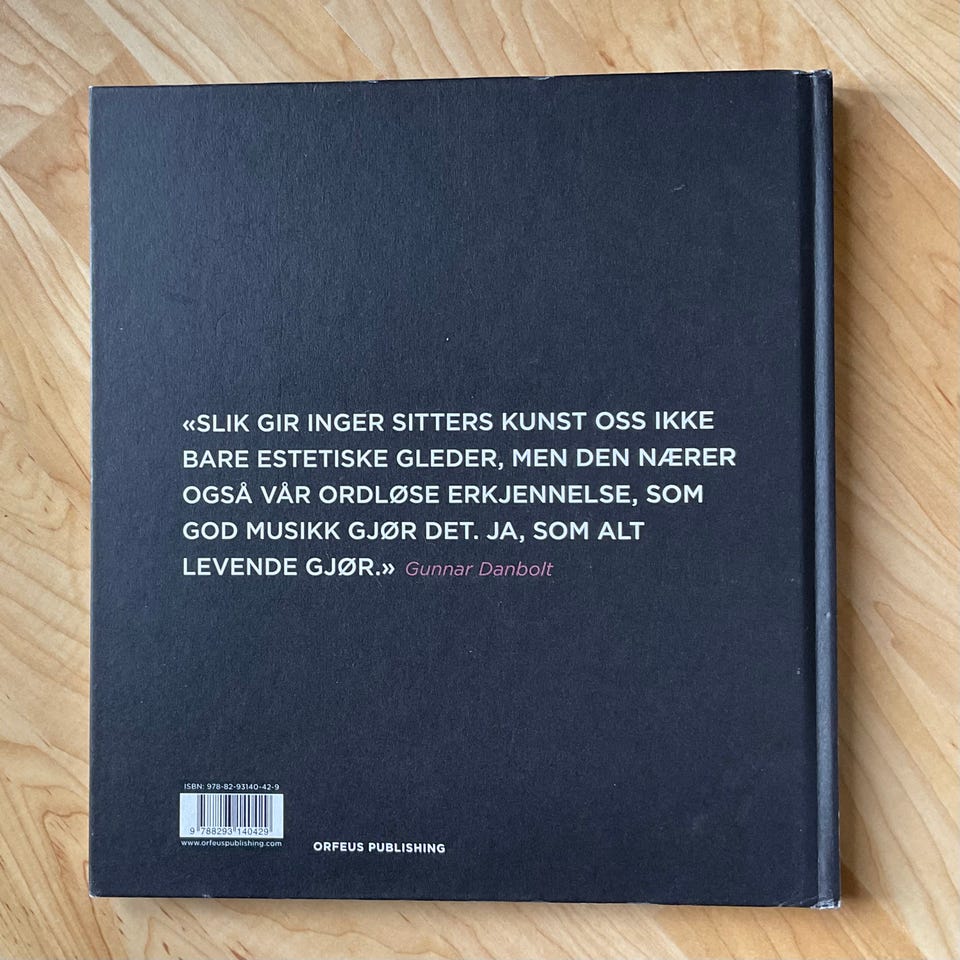 «SLIK GIR INGER SITTERS KUNST OSS IKKE
BARE ESTETISKE GLEDER, MEN DEN NÆRER
OGSÅ VÅR ORDLØSE ERKJENNELSE, SOM
GOD MUSIKK GJØR DET. JA, SOM ALT
LEVENDE GJØR.» Gunnar Danbolt
ISBN: 978-82-93140-42-9
9 788293 140429
www.orfeuspublishing.com
ORFEUS PUBLISHING